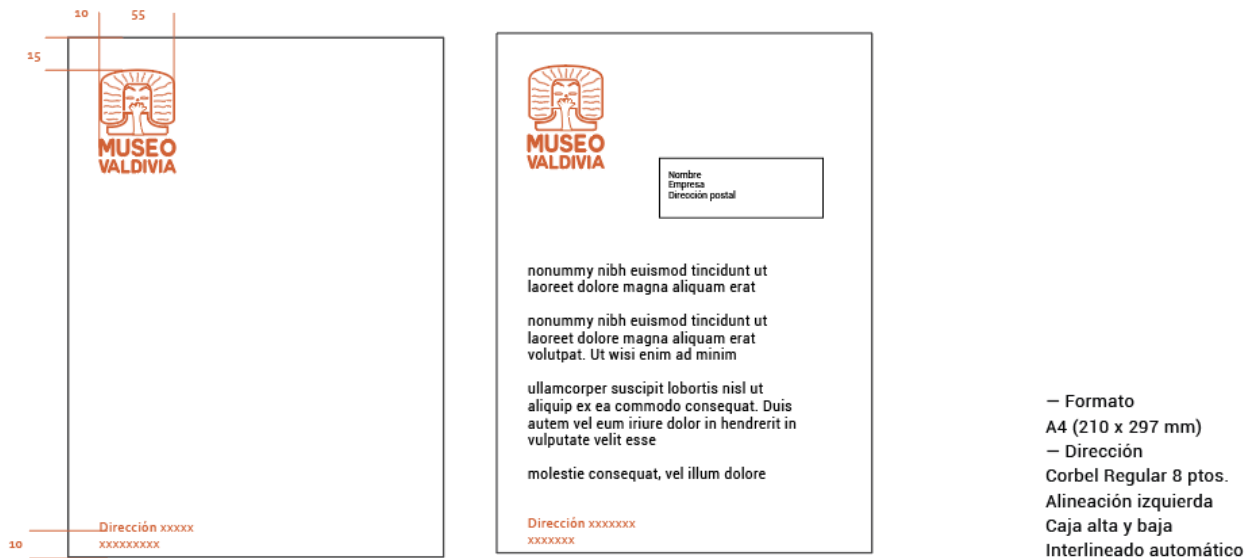 10 55
15
MUSEO
VALDIVIA
Dirección xxxxx
xxxxxxxxx
10
MUSEO
VALDIVIA
Nombre
Empresa
Dirección postal
nonummy nibh euismod tincidunt ut
laoreet dolore magna aliquam erat
nonummy nibh euismod tincidunt ut
laoreet dolore magna aliquam erat
volutpat. Ut wisi enim ad minim
ullamcorper suscipit lobortis nisl ut
aliquip ex ea commodo consequat. Duis
autem vel eum iriure dolor in hendrerit in
vulputate velit esse
molestie consequat, vel illum dolore
Dirección xxxxxxx
xxxxxxx
— Formato
A4 (210 x 297 mm)
— Dirección
Corbel Regular 8 ptos.
Alineación izquierda
Caja alta y baja
Interlineado automático